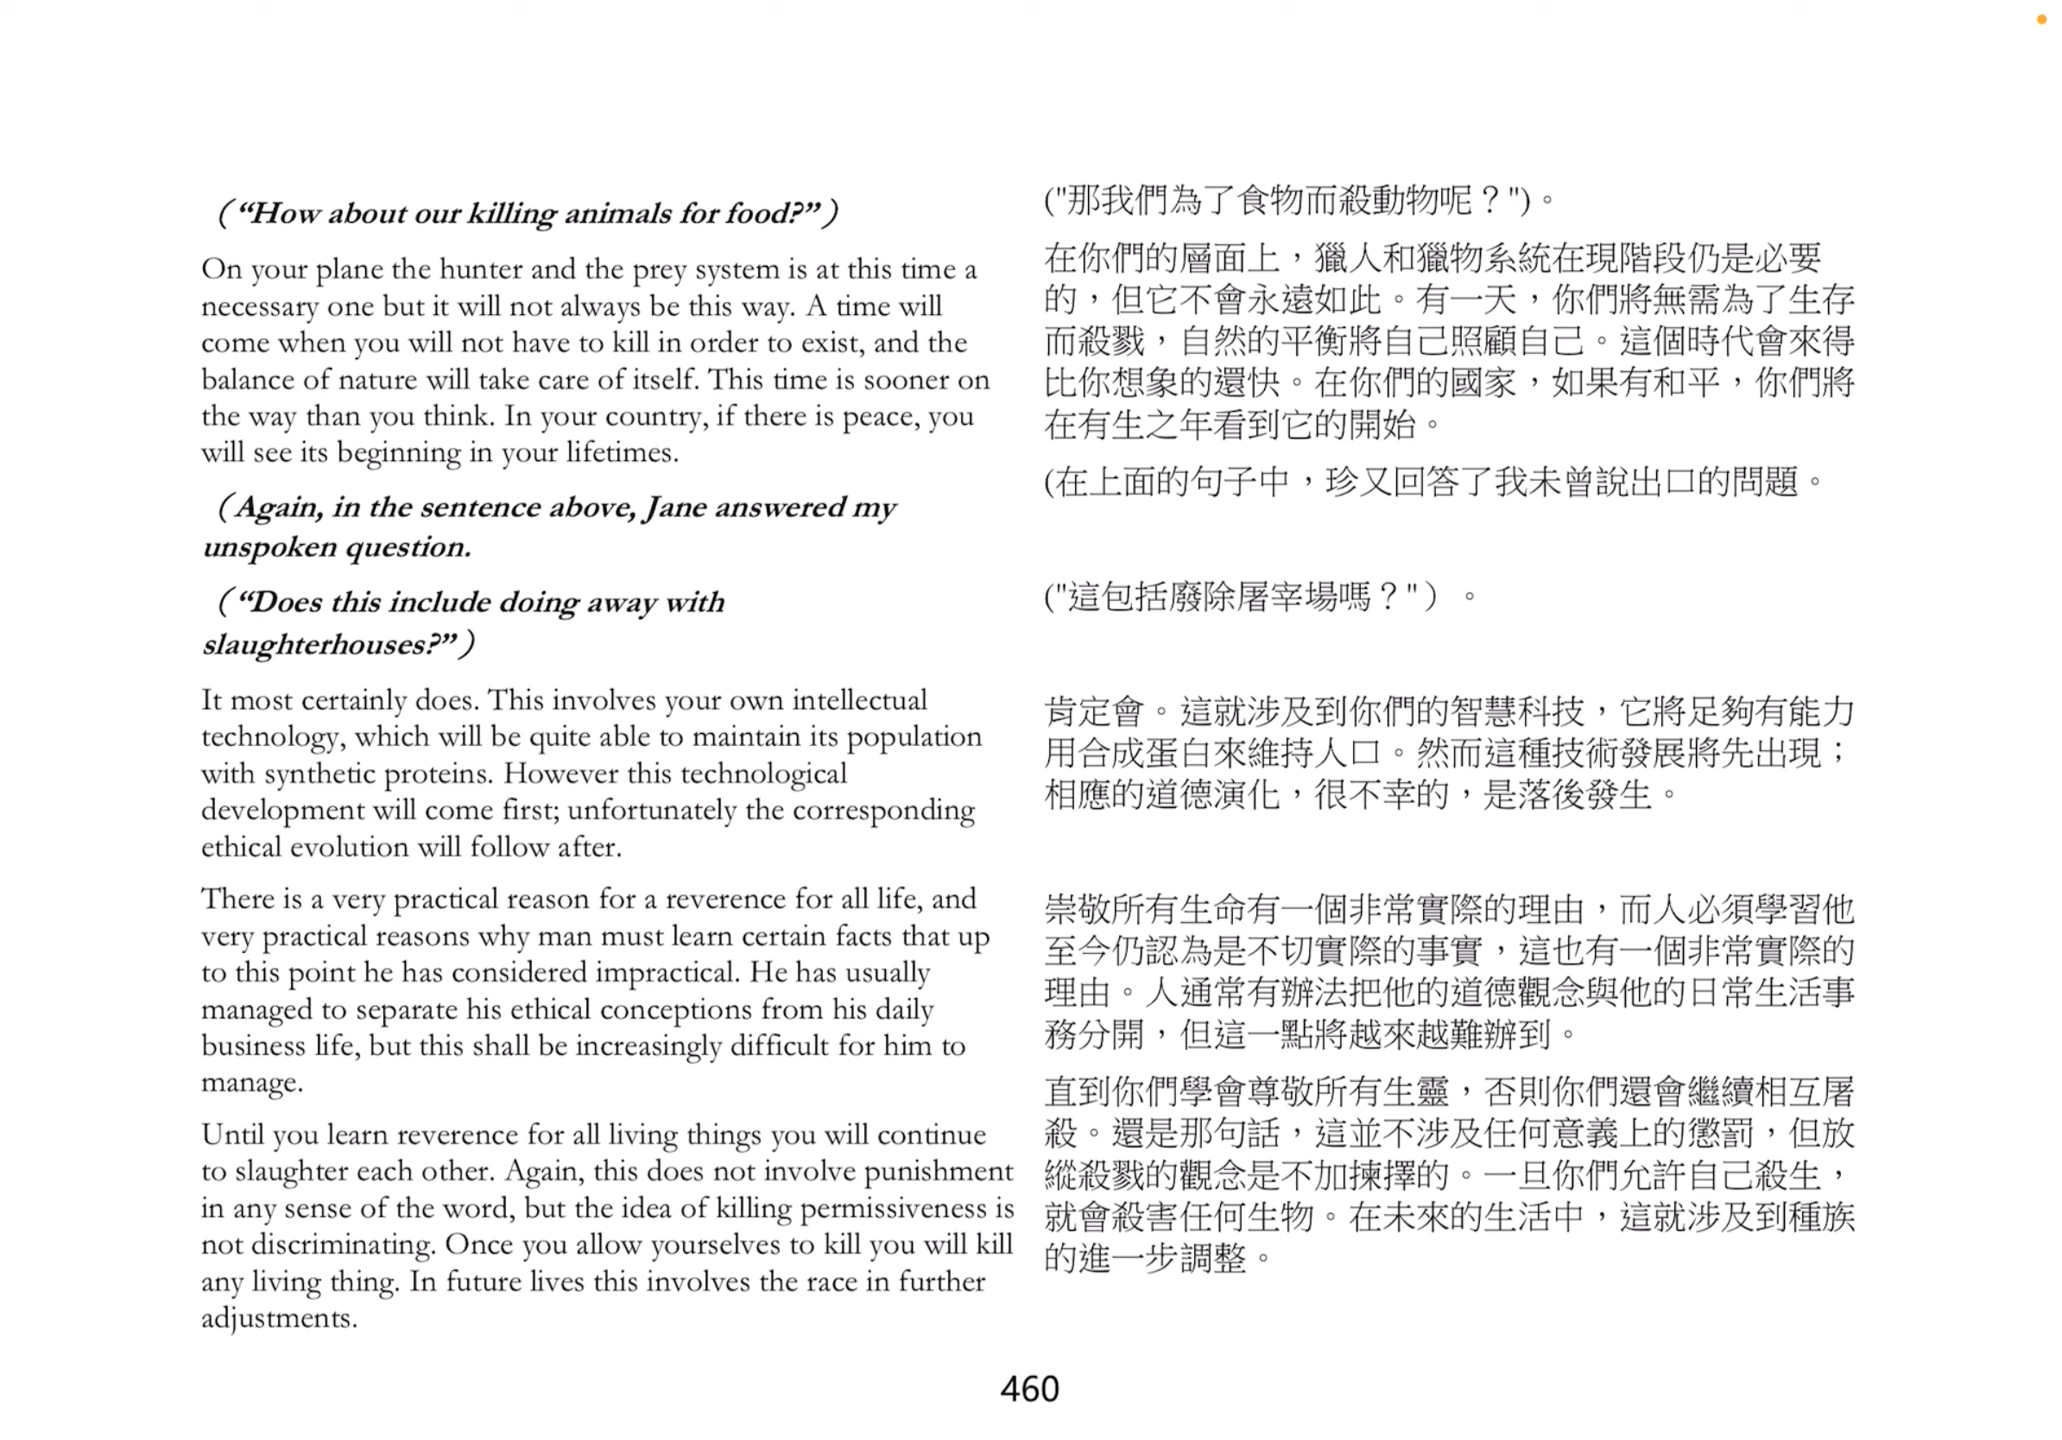 （“How about our killing animals for food?”）
On your plane the hunter and the prey system is at this time a
necessary one but it will not always be this way. A time will
come when you will not have to kill in order to exist, and the
balance of nature will take care of itself. This time is sooner on
the way than you think. In your country, if there is peace, you
will see its beginning in your lifetimes.
（Again, in the sentence above, Jane answered my
unspoken question.
（“Does this include doing away with
slaughterhouses?”）
It most certainly does. This involves your own intellectual
technology, which will be quite able to maintain its population
with synthetic proteins. However this technological
development will come first; unfortunately the corresponding
ethical evolution will follow after.
There is a very practical reason for a reverence for all life, and
very practical reasons why man must learn certain facts that up
to this point he has considered impractical. He has usually
managed to separate his ethical conceptions from his daily
business life, but this shall be increasingly difficult for him to
manage.
Until you learn reverence for all living things you will continue
to slaughter each other. Again, this does not involve punishment
in any sense of the word, but the idea of killing permissiveness is
not discriminating. Once you allow yourselves to kill you will kill
any living thing. In future lives this involves the race in further
adjustments.
("那我們為了食物而殺動物呢？")。
在你們的層面上，獵人和獵物系統在現階段仍是必要
的，但它不會永遠如此。有一天，你們將無需為了生存
而殺戮，自然的平衡將自己照顧自己。這個時代會來得
比你想象的還快。在你們的國家，如果有和平，你們將
在有生之年看到它的開始。
(在上面的句子中，珍又回答了我未曾說出口的問題。
("這包括廢除屠宰場嗎？"）。
肯定會。這就涉及到你們的智慧科技，它將足夠有能力
用合成蛋白來維持人口。然而這種技術發展將先出現；
相應的道德演化，很不幸的，是落後發生。
崇敬所有生命有一個非常實際的理由，而人必須學習他
至今仍認為是不切實際的事實，這也有一個非常實際的
理由。人通常有辦法把他的道德觀念與他的日常生活事
務分開，但這一點將越來越難辦到。
直到你們學會尊敬所有生靈，否則你們還會繼續相互屠
殺。還是那句話，這並不涉及任何意義上的懲罰，但放
縱殺戮的觀念是不加揀擇的。一旦你們允許自己殺生，
就會殺害任何生物。在未來的生活中，這就涉及到種族
的進一步調整。
460